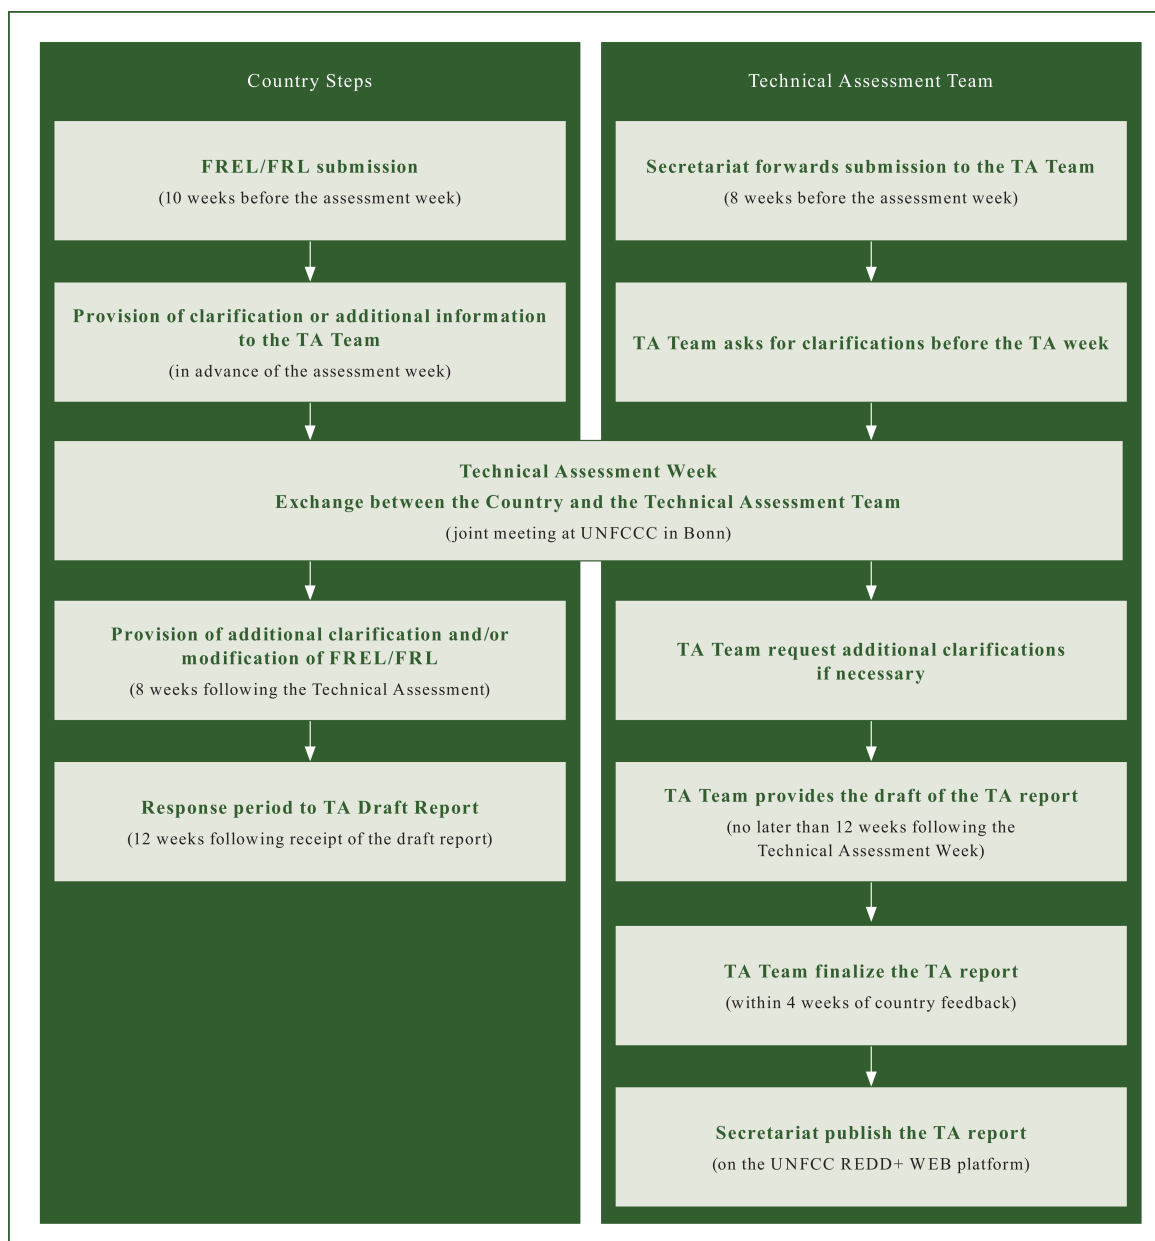 Country Steps
FREL/FRL submission
(10 weeks before the assessment week)
Provision of clarification or additional information
to the TA Team
(in advance of the assessment week)
Technical Assessment Team
Secretariat forwards submission to the TA Team
(8 weeks before the assessment week)
TA Team asks for clarifications before the TA week
Technical Assessment Week
Exchange between the Country and the Technical Assessment Team
(joint meeting at UNFCCC in Bonn)
Provision of additional clarification and/or
modification of FREL/FRL
(8 weeks following the Technical Assessment)
Response period to TA Draft Report
(12 weeks following receipt of the draft report)
TA Team request additional clarifications
if necessary
TA Team provides the draft of the TA report
(no later than 12 weeks following the
Technical Assessment Week)
TA Team finalize the TA report
(within 4 weeks of country feedback)
Secretariat publish the TA report
(on the UNFCC REDD+ WEB platform)